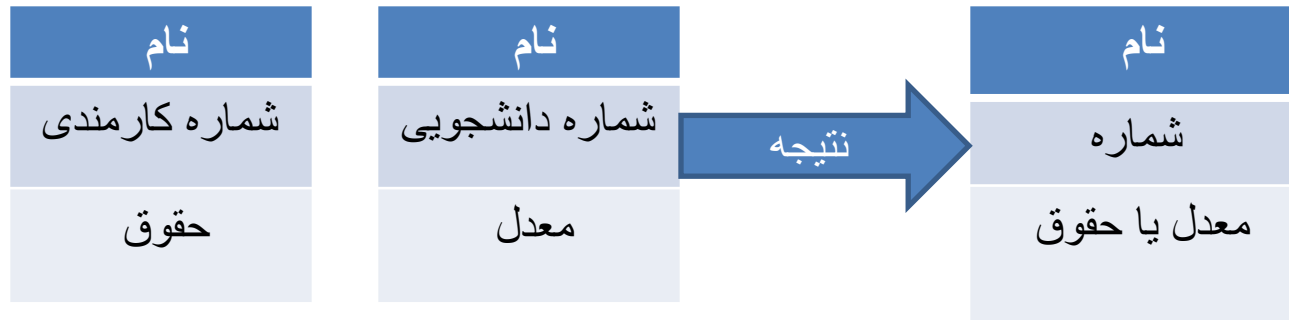 نام
شماره کارمندی
حقوق
نام
شماره دانشجویی
معدل
نتیجه
نام
شماره
معدل یا حقوق